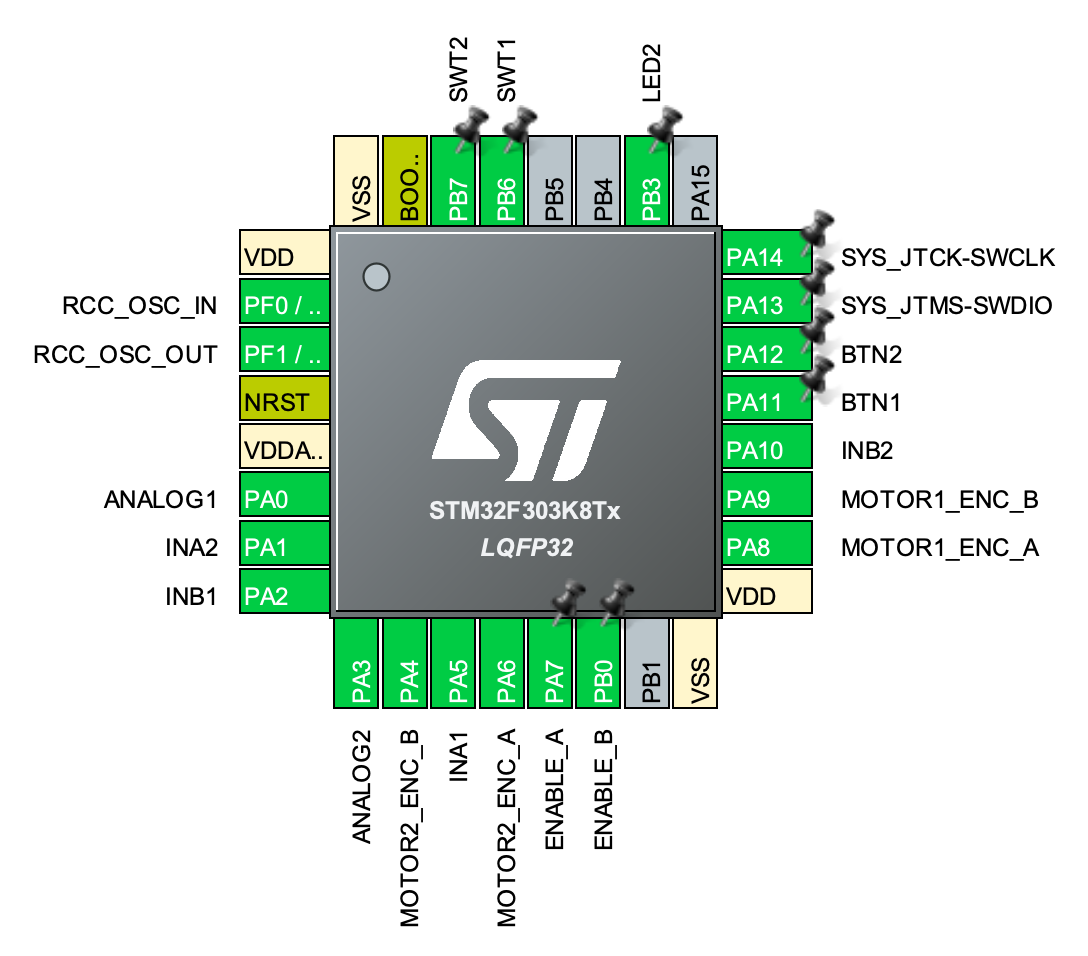 SWT2
SWT1
LED2
VSS
BOO..
PB7
PB6
PB5
PB4
PB3
PA15
VDD
PA14
SYS_JTCK-SWCLK
RCC_OSC_IN
PF0 / ..
PA13
SYS_JTMS-SWDIO
RCC_OSC_OUT
PF1 / ..
PA12
BTN2
NRST
PA11
BTN1
VDDA..
PA10
INB2
ANALOG1
PA0
PA9
MOTOR1_ENC_B
INA2
PA1
PA8
MOTOR1_ENC_A
INB1
PA2
VDD
ST
STM32F303K8Tx
LQFP32
PA3
PA4
PA5
PA6
PA7
PB0
PB1
VSS
ANALOG2
MOTOR2_ENC_B
INA1
MOTOR2_ENC_A
ENABLE_A
ENABLE_B